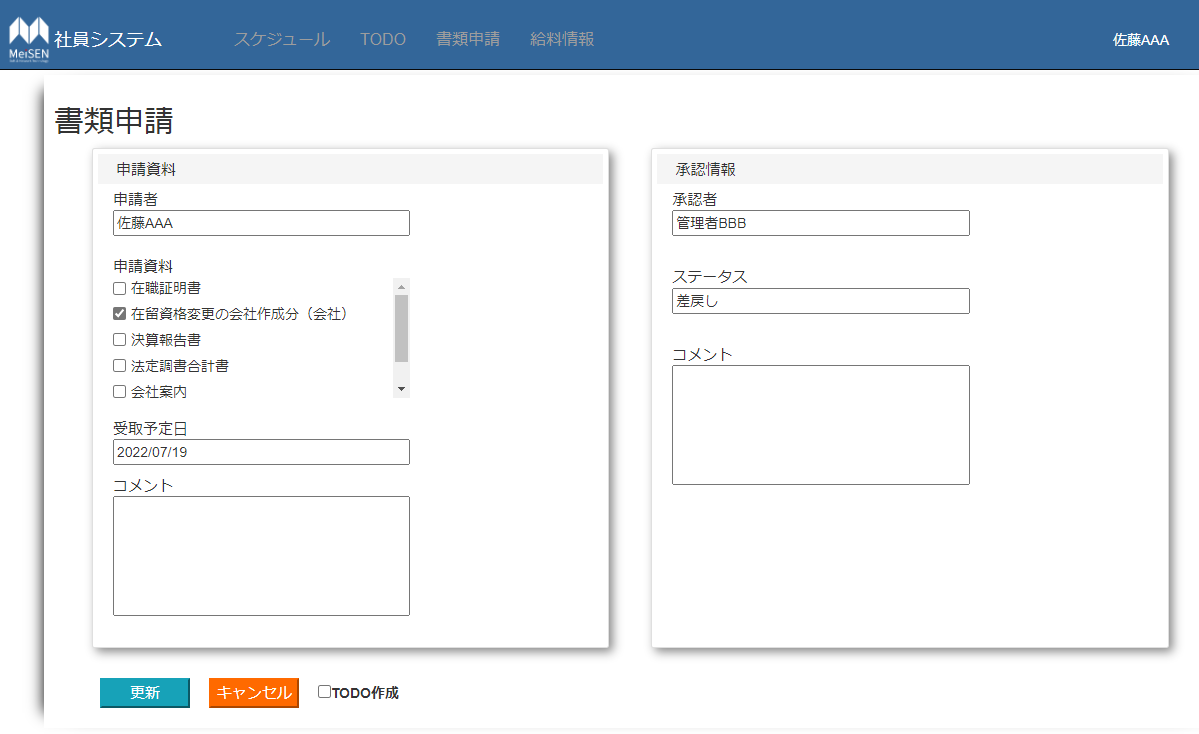 MeiSEN
社員システム
スケジュール
TODO
書類申請
給料情報
佐藤AAA
書類申請
申請資料
申請者
佐藤AAA
申請資料
在職証明書
在留資格変更の会社作成分（会社）
決算報告書
法定調書合計書
会社案内
受取予定日
2022/07/19
コメント
承認情報
承認者
管理者BBB
ステータス
差戻し
コメント
更新
キャンセル
TODO作成